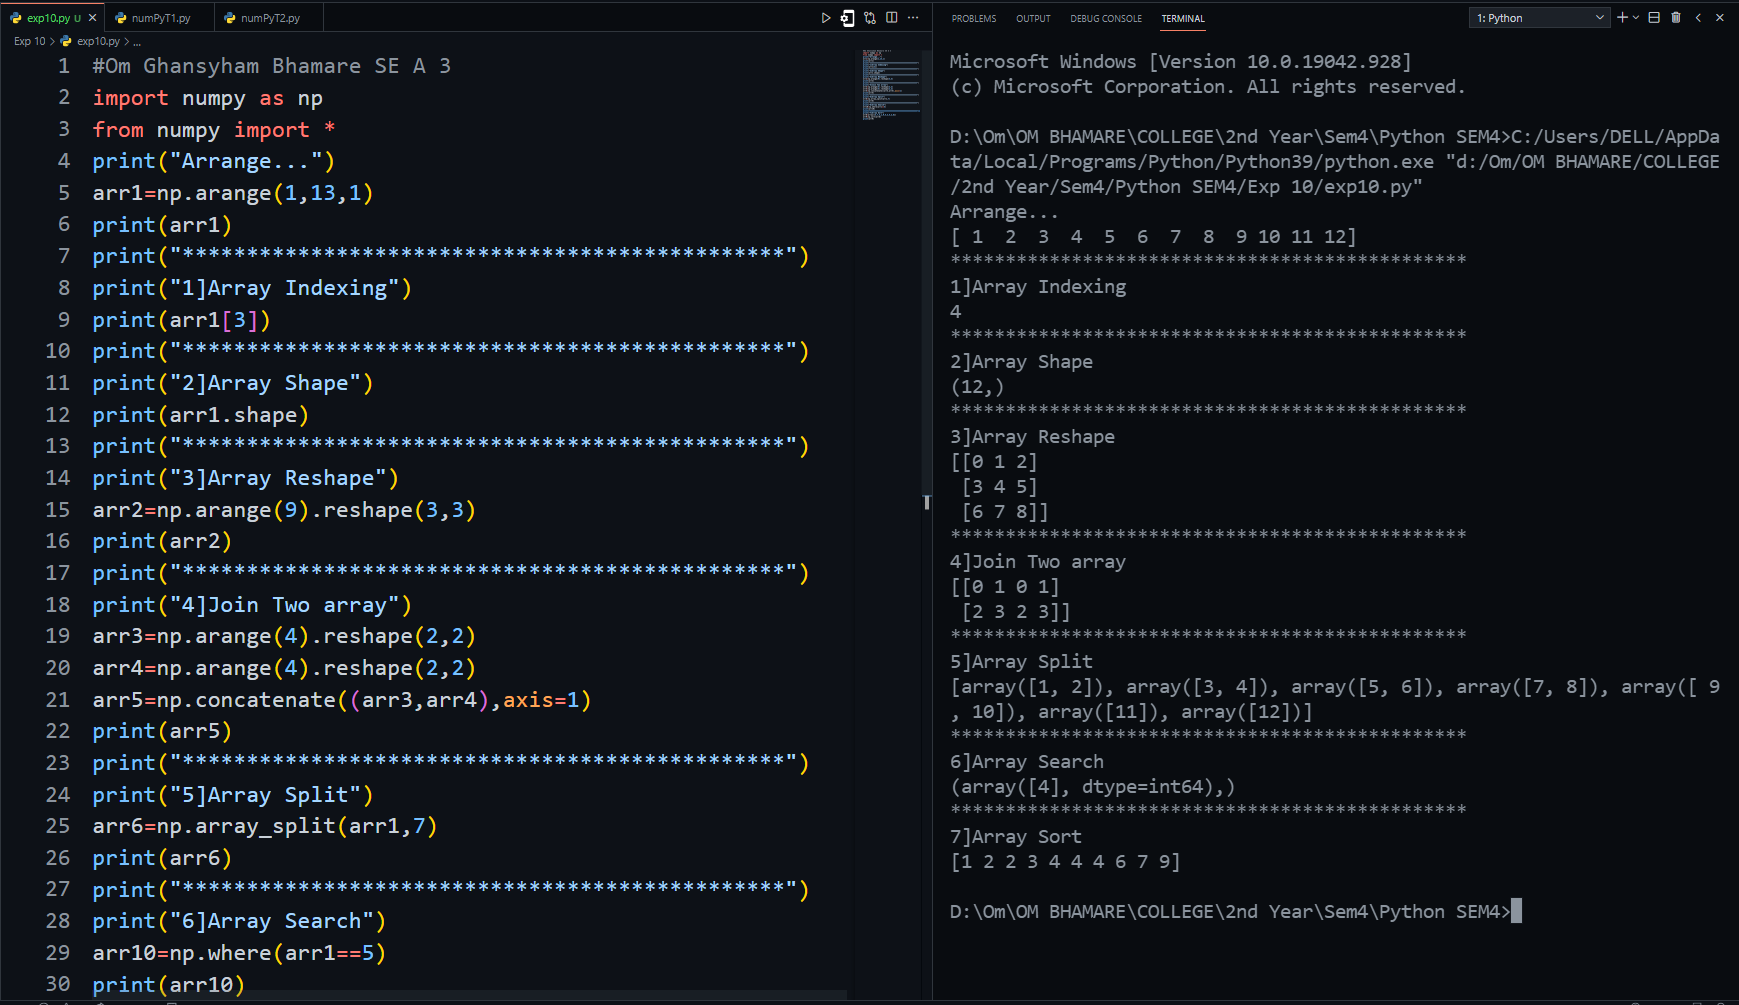 exp10.py U
numPyT1.py
numPyT2.py
Exp 10 > exp10.py > ...
1 #Om Ghansyham Bhamare SE A 3
2 import numpy as np
3 from numpy import *
4 print("Arrange...")
5 arr1=np.arange(1,13,1)
6 print(arr1)
7 print("***********************************************")
8 print("1]Array Indexing")
9 print(arr1[3])
10 print("***********************************************")
11 print("2]Array Shape")
12 print(arr1.shape)
13 print("***********************************************")
14 print("3]Array Reshape")
15 arr2=np.arange(9).reshape(3,3)
16 print(arr2)
17 print("***********************************************")
18 print("4]Join Two array")
19 arr3=np.arange(4).reshape(2,2)
20 arr4=np.arange(4).reshape(2,2)
21 arr5=np.concatenate((arr3,arr4),axis=1)
22 print(arr5)
23 print("***********************************************")
24 print("5]Array Split")
25 arr6=np.array_split(arr1,7)
26 print(arr6)
27 print("***********************************************")
28 print("6]Array Search")
29 arr10=np.where(arr1==5)
30 print(arr10)
PROBLEMS OUTPUT DEBUG CONSOLE TERMINAL
1: Python
Microsoft Windows [Version 10.0.19042.928]
(c) Microsoft Corporation. All rights reserved.
D:\Om\OM BHAMARE\COLLEGE\2nd Year\Sem4\Python SEM4>C:/Users/DELL/AppDa
ta/Local/Programs/Python/Python39/python.exe "d:/Om/OM BHAMARE/COLLEGE
/2nd Year/Sem4/Python SEM4/Exp 10/exp10.py"
Arrange...
[ 1  2  3  4  5  6  7  8  9 10 11 12]
***********************************************
1]Array Indexing
4
***********************************************
2]Array Shape
(12,)
***********************************************
3]Array Reshape
[[0 1 2]
 [3 4 5]
 [6 7 8]]
***********************************************
4]Join Two array
[[0 1 0 1]
 [2 3 2 3]]
***********************************************
5]Array Split
[array([1, 2]), array([3, 4]), array([5, 6]), array([7, 8]), array([ 9
, 10]), array([11]), array([12])]
***********************************************
6]Array Search
(array([4], dtype=int64),)
***********************************************
7]Array Sort
[1 2 2 3 4 4 4 6 7 9]
D:\Om\OM BHAMARE\COLLEGE\2nd Year\Sem4\Python SEM4>